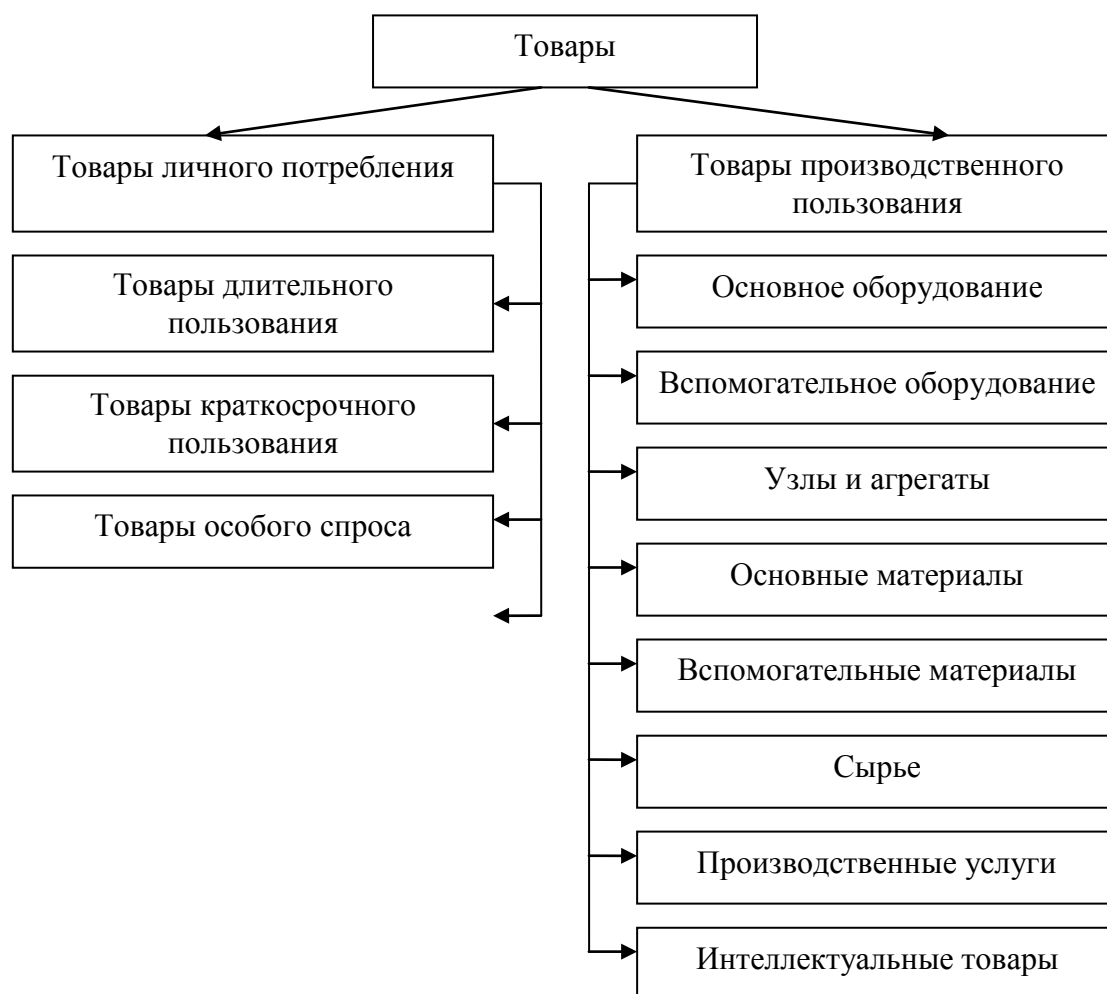 Товары
Товары личного потребления
Товары длительного
пользования
Товары краткосрочного
пользования
Товары особого спроса
Товары производственного
пользования
Основное оборудование
Вспомогательное оборудование
Узлы и агрегаты
Основные материалы
Вспомогательные материалы
Сырье
Производственные услуги
Интеллектуальные товары